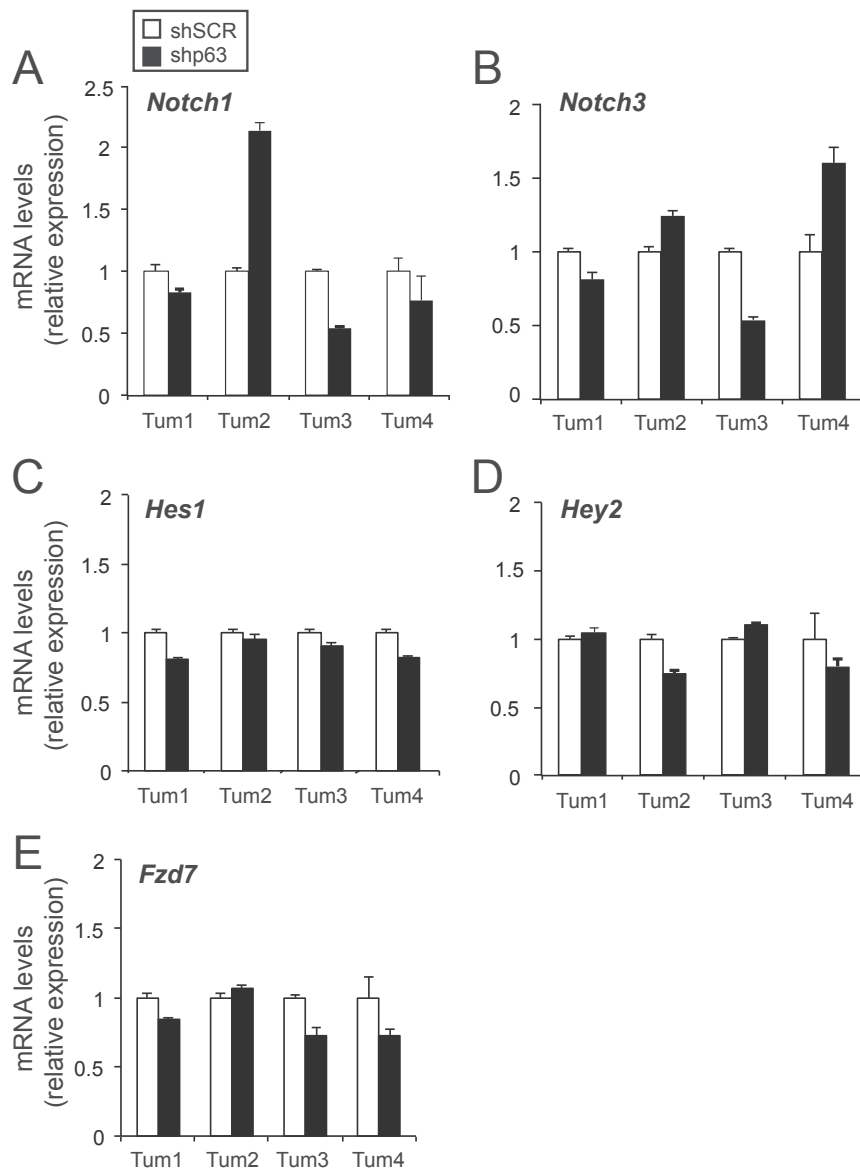 shSCR
shp63
A
Notch1
mRNA levels
(relative expression)
2.5
2
1.5
1
0.5
0
Tum1 Tum2 Tum3 Tum4
B
Notch3
2
1.5
1
0.5
0
Tum1 Tum2 Tum3 Tum4
C
Hes1
mRNA levels
(relative expression)
2
1.5
1
0.5
0
Tum1 Tum2 Tum3 Tum4
D
Hey2
2
1.5
1
0.5
0
Tum1 Tum2 Tum3 Tum4
E
Fzd7
mRNA levels
(relative expression)
2
1.5
1
0.5
0
Tum1 Tum2 Tum3 Tum4